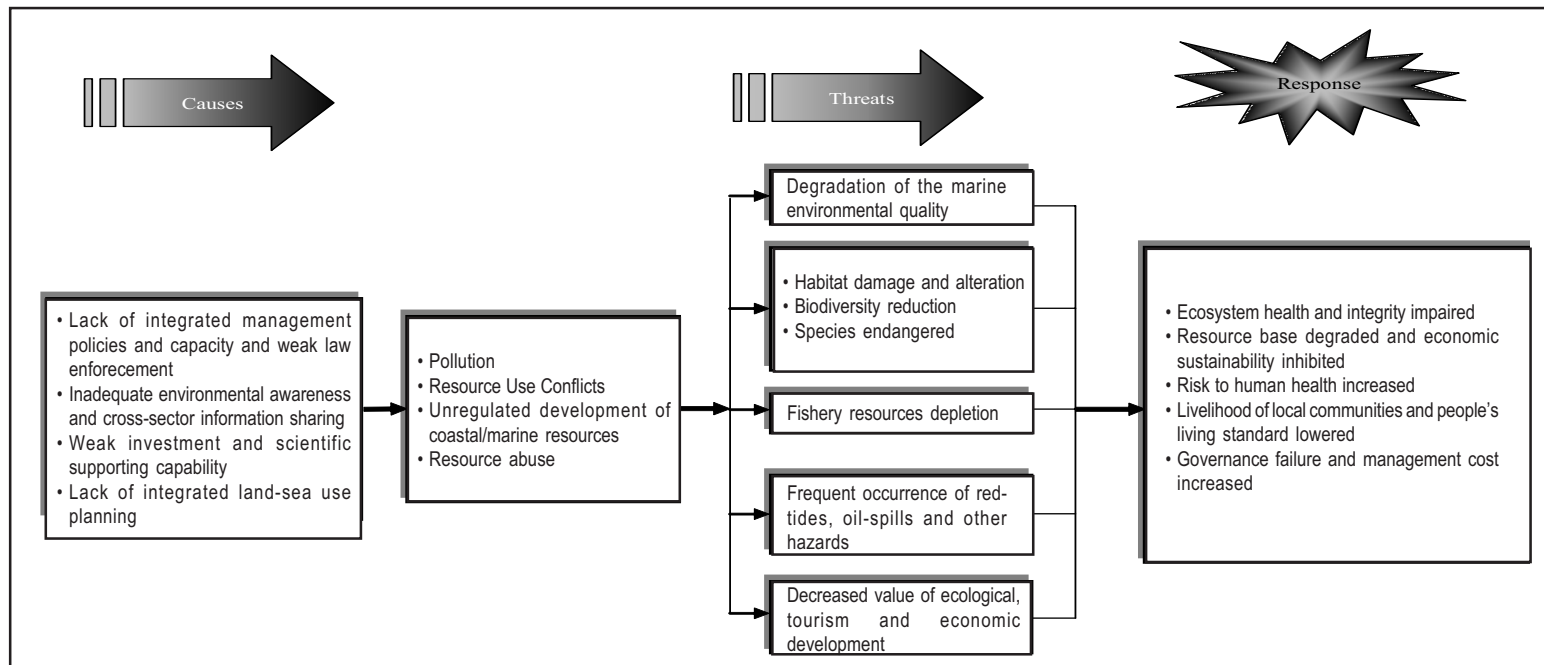 Causes
Threats
Response
• Lack of integrated management
policies and capacity and weak law
enforecement
• Inadequate environmental awareness
and cross-sector information sharing
• Weak investment and scientific
supporting capability
• Lack of integrated land-sea use
planning
• Pollution
• Resource Use Conflicts
• Unregulated development of
coastal/marine resources
• Resource abuse
Degradation of the marine
environmental quality
• Habitat damage and alteration
• Biodiversity reduction
• Species endangered
Fishery resources depletion
Frequent occurrence of red-
tides, oil-spills and other
hazards
Decreased value of ecological,
tourism and economic
development
• Ecosystem health and integrity impaired
• Resource base degraded and economic
sustainability inhibited
• Risk to human health increased
• Livelihood of local communities and people's
living standard lowered
• Governance failure and management cost
increased